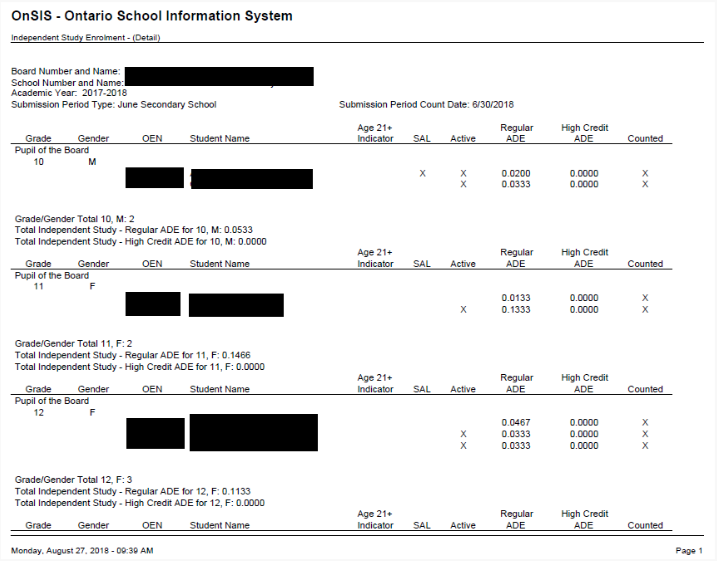 OnSIS - Ontario School Information System
Independent Study Enrolment - (Detail)
Board Number and Name:
School Number and Name:
Academic Year: 2017-2018
Submission Period Type: June Secondary School Submission Period Count Date: 6/30/2018
Age 21+ Regular High Credit
Grade Gender OEN Student Name Indicator SAL Active ADE ADE Counted
Pupil of the Board
10 M
X X 0.0200 0.0000 X
X 0.0333 0.0000 X
Grade/Gender Total 10, M: 2
Total Independent Study - Regular ADE for 10, M: 0.0533
Total Independent Study - High Credit ADE for 10, M: 0.0000
Age 21+ Regular High Credit
Grade Gender OEN Student Name Indicator SAL Active ADE ADE Counted
Pupil of the Board
11 F
0.0133 0.0000 X
X 0.1333 0.0000 X
Grade/Gender Total 11, F: 2
Total Independent Study - Regular ADE for 11, F: 0.1466
Total Independent Study - High Credit ADE for 11, F: 0.0000
Age 21+ Regular High Credit
Grade Gender OEN Student Name Indicator SAL Active ADE ADE Counted
Pupil of the Board
12 F
0.0467 0.0000 X
X 0.0333 0.0000 X
X 0.0333 0.0000 X
Grade/Gender Total 12, F: 3
Total Independent Study - Regular ADE for 12, F: 0.1133
Total Independent Study - High Credit ADE for 12, F: 0.0000
Age 21+ Regular High Credit
Grade Gender OEN Student Name Indicator SAL Active ADE ADE Counted
Monday, August 27, 2018 - 09:39 AM Page 1